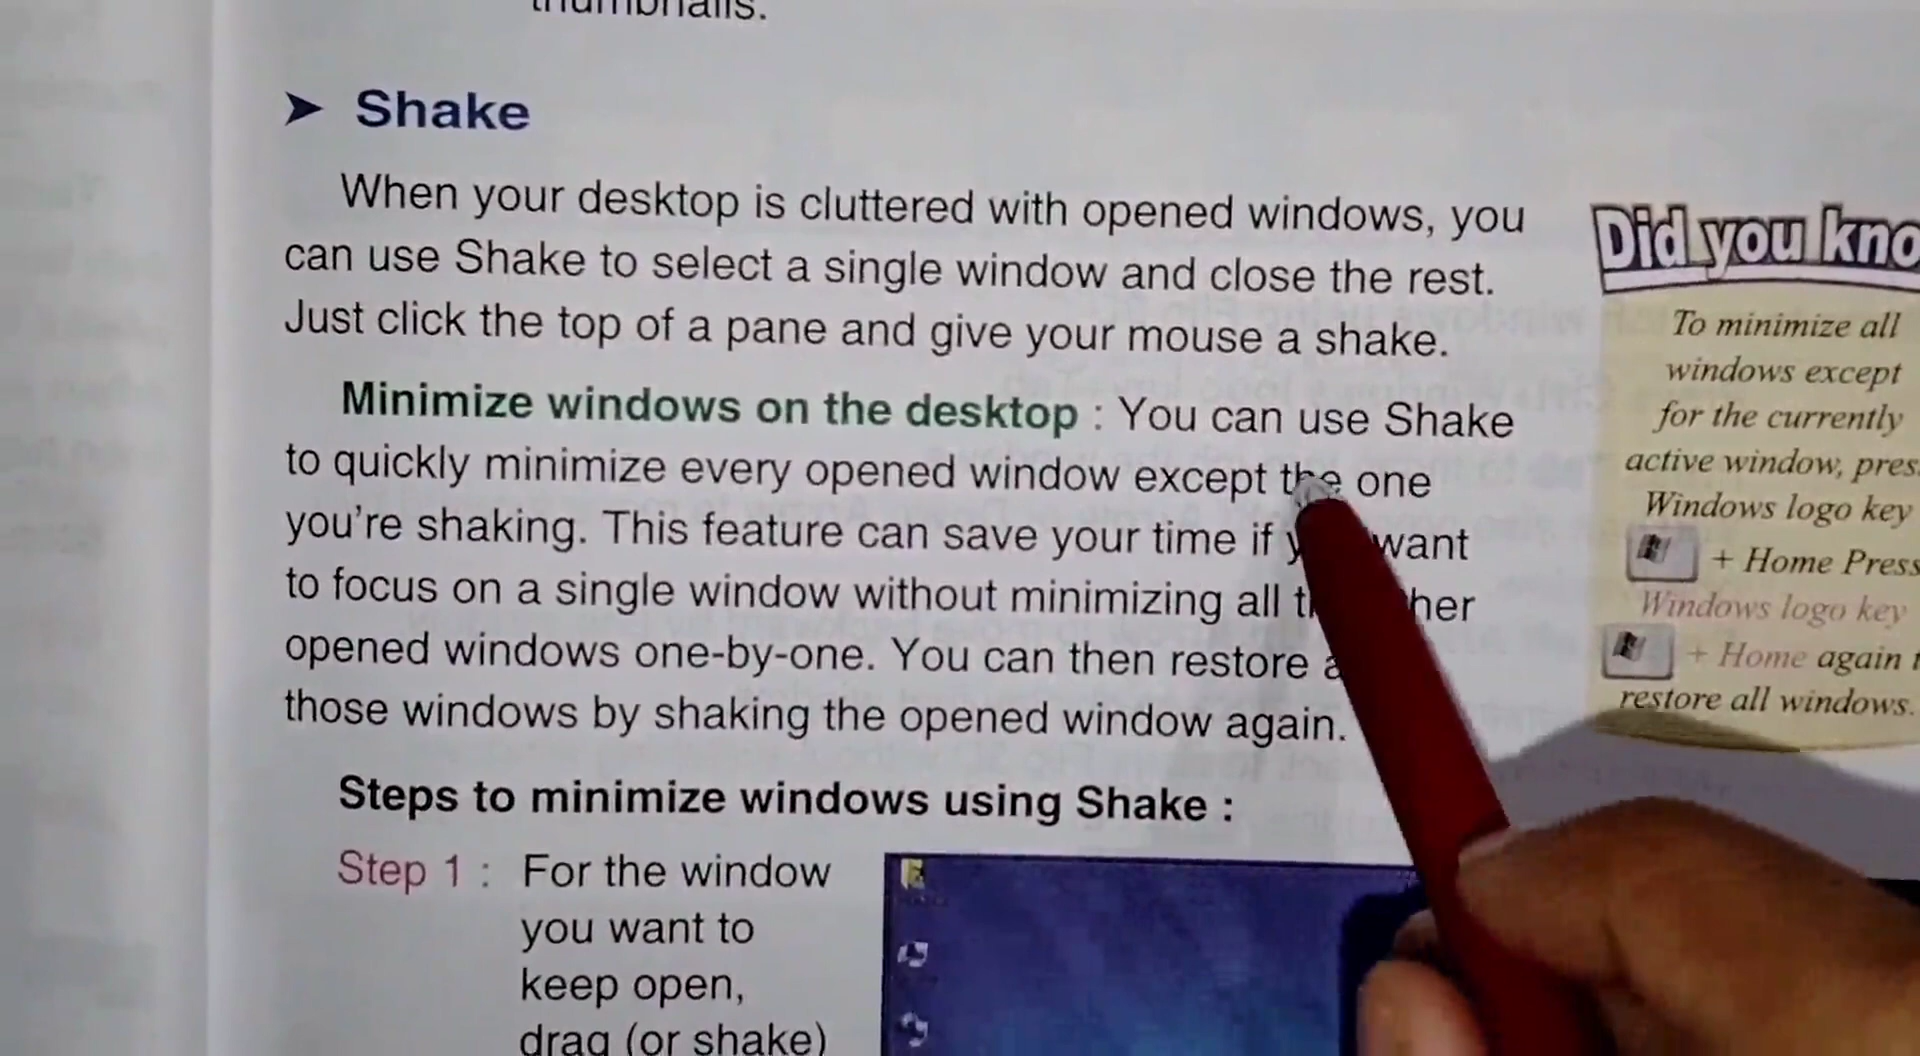 thumbnails.
➤ Shake
When your desktop is cluttered with opened windows, you
can use Shake to select a single window and close the rest.
Just click the top of a pane and give your mouse a shake.
Minimize windows on the desktop : You can use Shake
to quickly minimize every opened window except the one
you're shaking. This feature can save your time if want
to focus on a single window without minimizing all
opened windows one-by-one. You can then restore
those windows by shaking the opened window again.
Steps to minimize windows using Shake :
Step 1 : For the window
you want to
keep open,
drag (or shake)
Did you kno
To minimize all
windows except
for the currently
active window, pres
Windows logo key
+ Home Press
Windows logo key
+ Home again t
restore all windows.